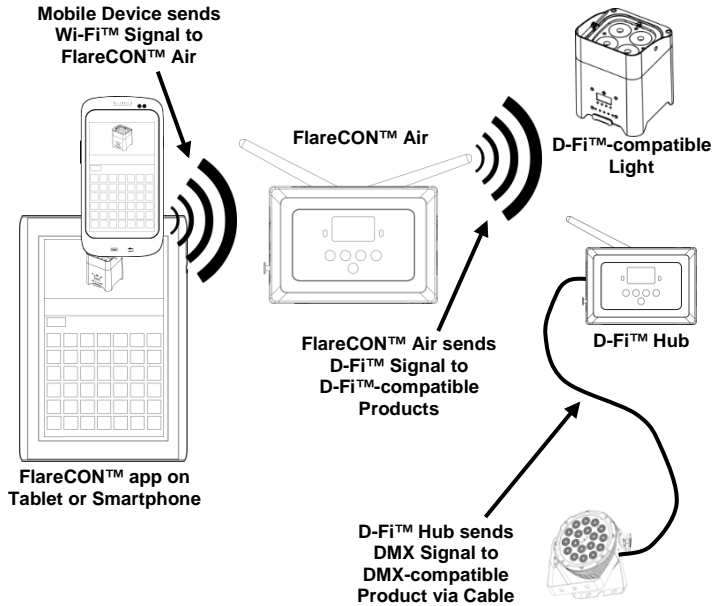 Mobile Device sends
Wi-Fi™ Signal to
FlareCON™ Air
FlareCON™ Air
D-Fi™-compatible
Light
D-Fi™ Hub
FlareCON™ Air sends
D-Fi™ Signal to
D-Fi™-compatible
Products
FlareCON™ app on
Tablet or Smartphone
D-Fi™ Hub sends
DMX Signal to
DMX-compatible
Product via Cable